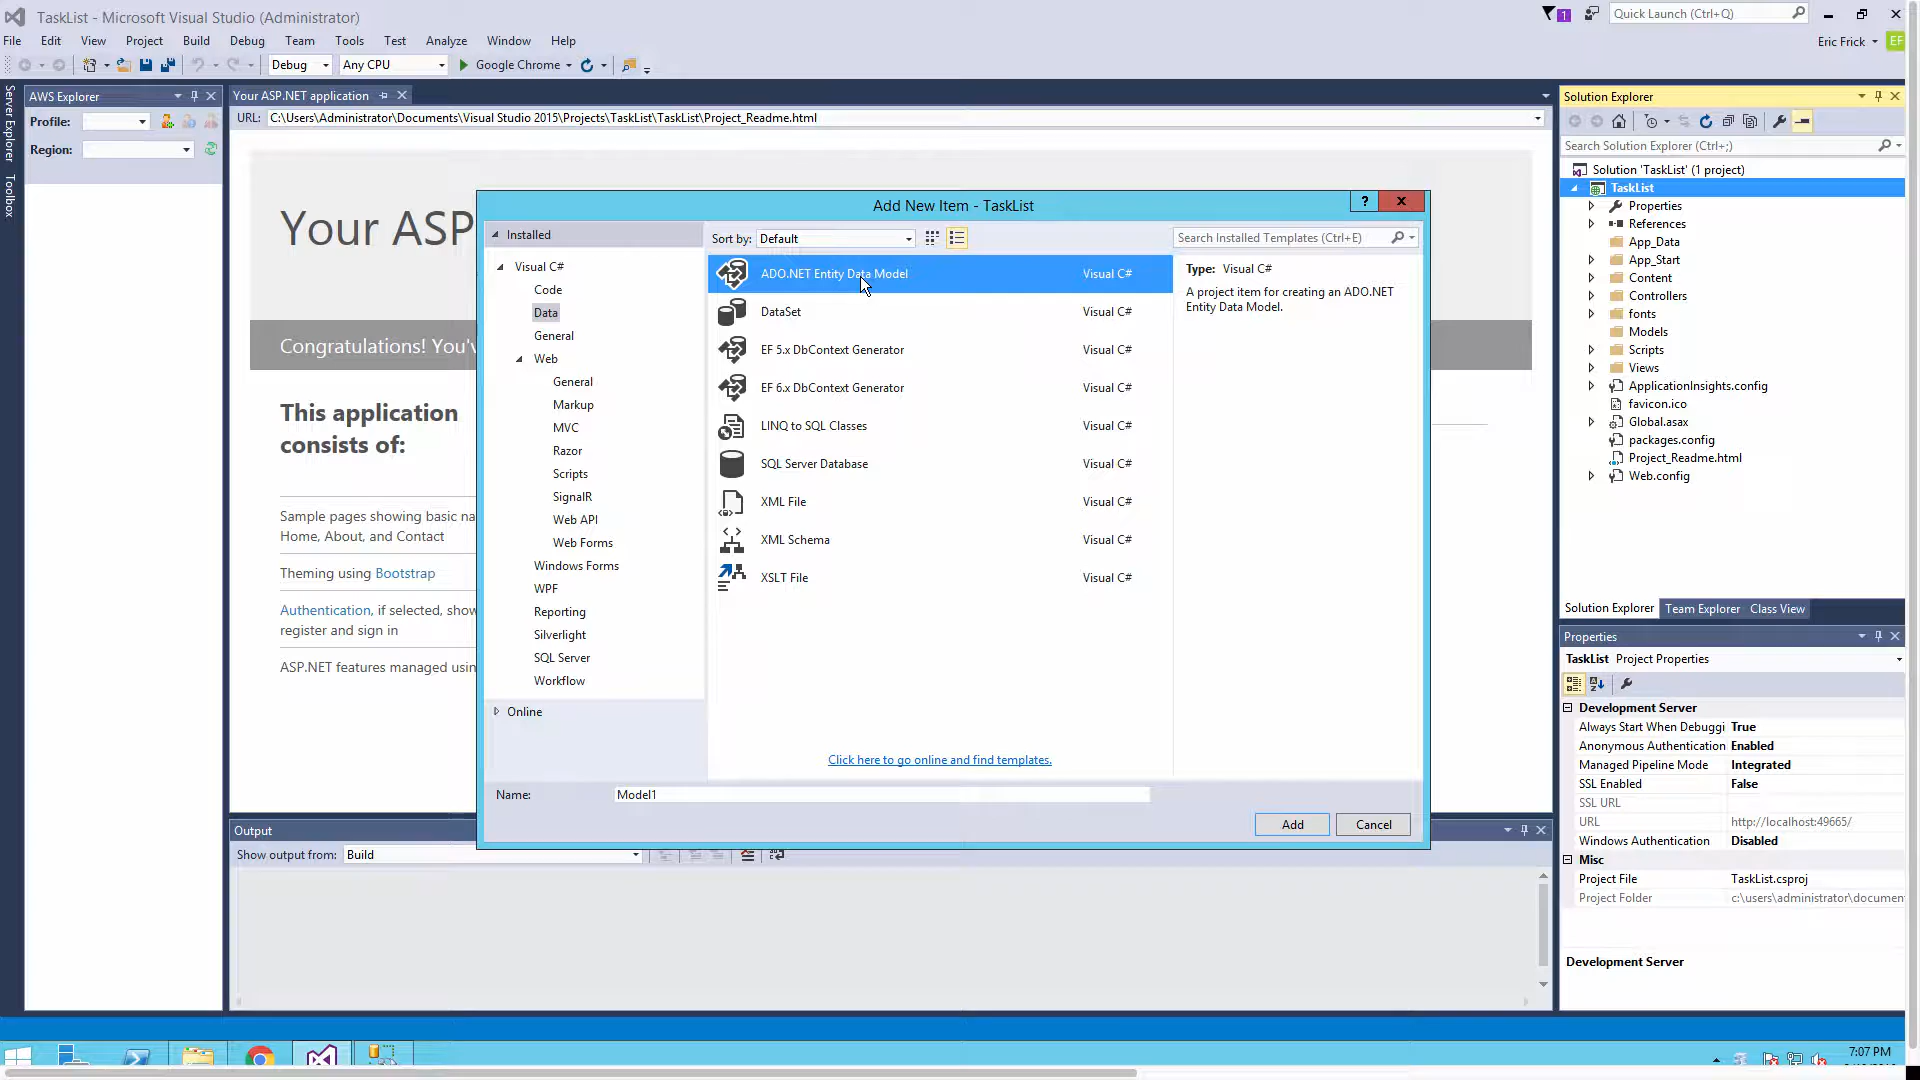 TaskList - Microsoft Visual Studio (Administrator)
1
Quick Launch (Ctrl+Q)
File Edit View Project Build Debug Team Tools Test Analyze Window Help
Eric Frick
EF
Debug Any CPU Google Chrome
Server Explorer
Toolbox
AWS Explorer
Profile:
Region:
Your ASP.NET application
URL: C:\Users\Administrator\Documents\Visual Studio 2015\Projects\TaskList\TaskList\Project_Readme.html
Your ASP
Congratulations! You'v
This application
consists of:
Sample pages showing basic na
Home, About, and Contact
Theming using Bootstrap
Authentication, if selected, show
register and sign in
ASP.NET features managed usin
Add New Item - TaskList
?
Installed
Visual C#
Code
Data
General
Web
General
Markup
MVC
Razor
Scripts
SignalR
Web API
Web Forms
Windows Forms
WPF
Reporting
Silverlight
SQL Server
Workflow
Online
Sort by: Default
Search Installed Templates (Ctrl+E)
ADO.NET Entity Data Model Visual C#
DataSet Visual C#
EF 5.x DbContext Generator Visual C#
EF 6.x DbContext Generator Visual C#
LINQ to SQL Classes Visual C#
SQL Server Database Visual C#
XML File Visual C#
XML Schema Visual C#
XSLT File Visual C#
Click here to go online and find templates.
Type: Visual C#
A project item for creating an ADO.NET
Entity Data Model.
Name: Model1
Add Cancel
Output
Show output from: Build
Solution Explorer
Search Solution Explorer (Ctrl+;)
Solution 'TaskList' (1 project)
TaskList
Properties
References
App_Data
App_Start
Content
Controllers
fonts
Models
Scripts
Views
ApplicationInsights.config
favicon.ico
Global.asax
packages.config
Project_Readme.html
Web.config
Solution Explorer Team Explorer Class View
Properties
TaskList Project Properties
Development Server
Always Start When Debuggi True
Anonymous Authentication Enabled
Managed Pipeline Mode Integrated
SSL Enabled False
SSL URL
URL http://localhost:49665/
Windows Authentication Disabled
Misc
Project File TaskList.csproj
Project Folder c:\users\administrator\documen
Development Server
7:07 PM